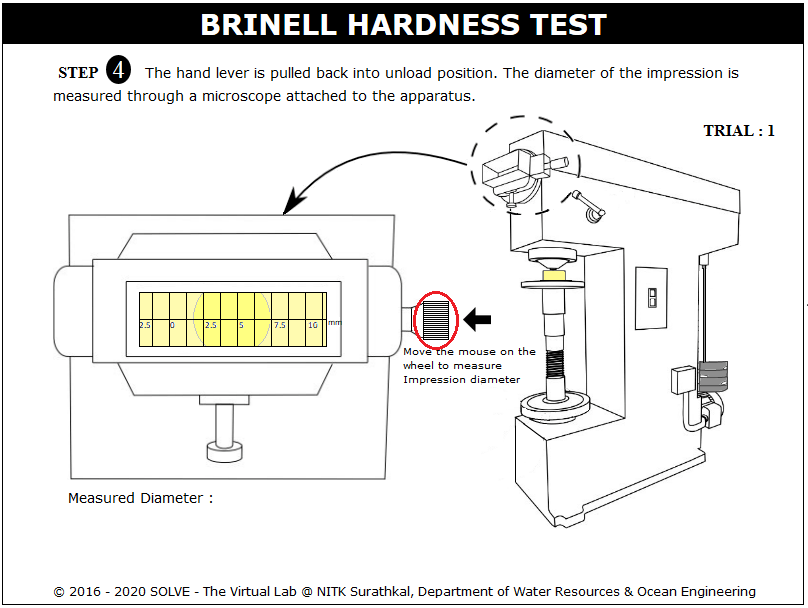 BRINELL HARDNESS TEST
STEP 4 The hand lever is pulled back into unload position. The diameter of the impression is
measured through a microscope attached to the apparatus.
TRIAL : 1
2.5 0 2.5 5 7.5 10 mm
Move the mouse on the
wheel to measure
Impression diameter
Measured Diameter :
© 2016 - 2020 SOLVE - The Virtual Lab @ NITK Surathkal, Department of Water Resources & Ocean Engineering